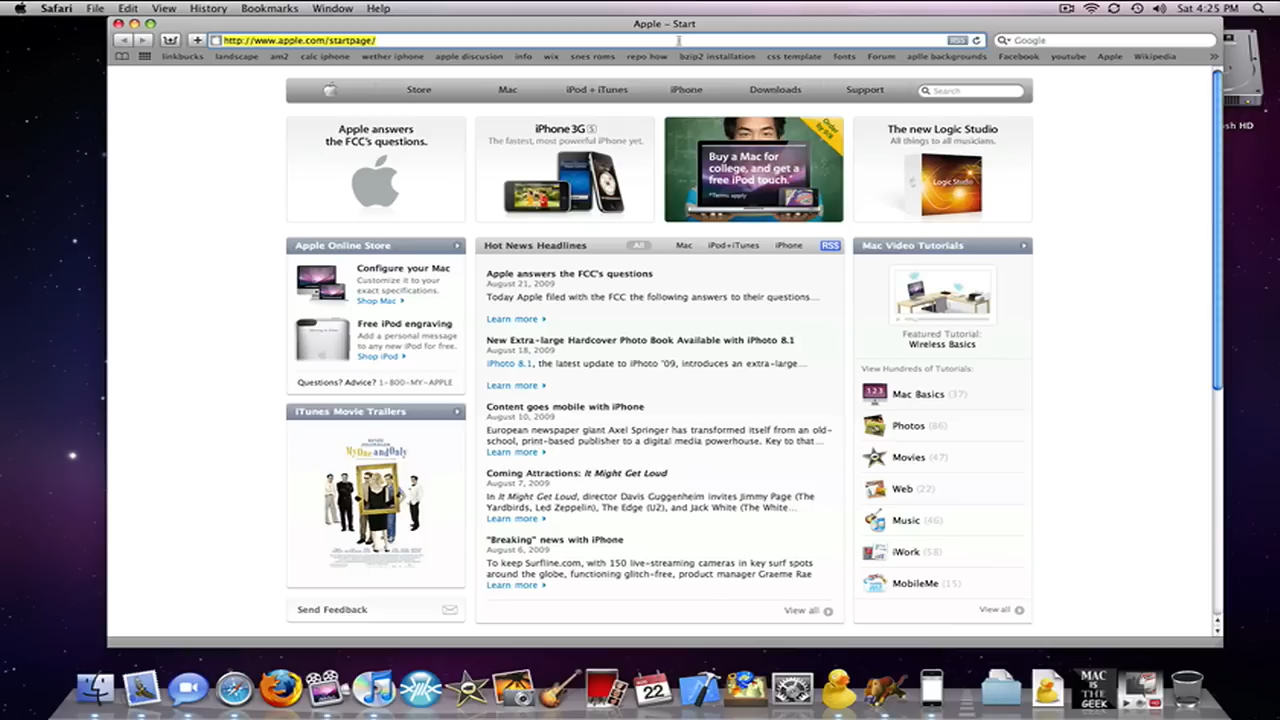 Safari File Edit View History Bookmarks Window Help Sat 4:25 PM
Apple – Start
http://www.apple.com/startpage/ RSS Google
linkbucks landscape am2 calc iphone wether iphone apple discusion info wix snes roms repo how bzip2 installation css template fonts Forum aplle backgrounds Facebook youtube Apple Wikipedia
Store Mac iPod + iTunes iPhone Downloads Support Search
Apple answers
the FCC's questions.
iPhone 3G S
The fastest, most powerful iPhone yet.
Buy a Mac for
college, and get a
free iPod touch.*
*Terms apply
The new Logic Studio
All things to all musicians.
Logic Studio
Apple Online Store
Configure your Mac
Customize it to your
exact specifications.
Shop Mac
Free iPod engraving
Add a personal message
to any new iPod for free.
Shop iPod
Questions? Advice? 1-800-MY-APPLE
iTunes Movie Trailers
My One and Only
Send Feedback
Hot News Headlines All Mac iPod+iTunes iPhone RSS
Apple answers the FCC's questions
August 21, 2009
Today Apple filed with the FCC the following answers to their questions...
Learn more
New Extra-large Hardcover Photo Book Available with iPhoto 8.1
August 18, 2009
iPhoto 8.1, the latest update to iPhoto '09, introduces an extra-large...
Learn more
Content goes mobile with iPhone
August 10, 2009
European newspaper giant Axel Springer has transformed itself from an old-
school, print-based publisher to a digital media powerhouse. Key to that ...
Learn more
Coming Attractions: It Might Get Loud
August 7, 2009
In It Might Get Loud, director Davis Guggenheim invites Jimmy Page (The
Yardbirds, Led Zeppelin), The Edge (U2), and Jack White (The White...
Learn more
"Breaking" news with iPhone
August 6, 2009
To keep Surfline.com, with 150 live-streaming cameras in key surf spots
around the globe, functioning glitch-free, product manager Graeme Rae
Learn more
View all
Mac Video Tutorials
Featured Tutorial:
Wireless Basics
View Hundreds of Tutorials:
Mac Basics (37)
Photos (86)
Movies (47)
Web (22)
Music (46)
iWork (58)
MobileMe (15)
View all
sh HD
22
MAC
IS THE
GEEK